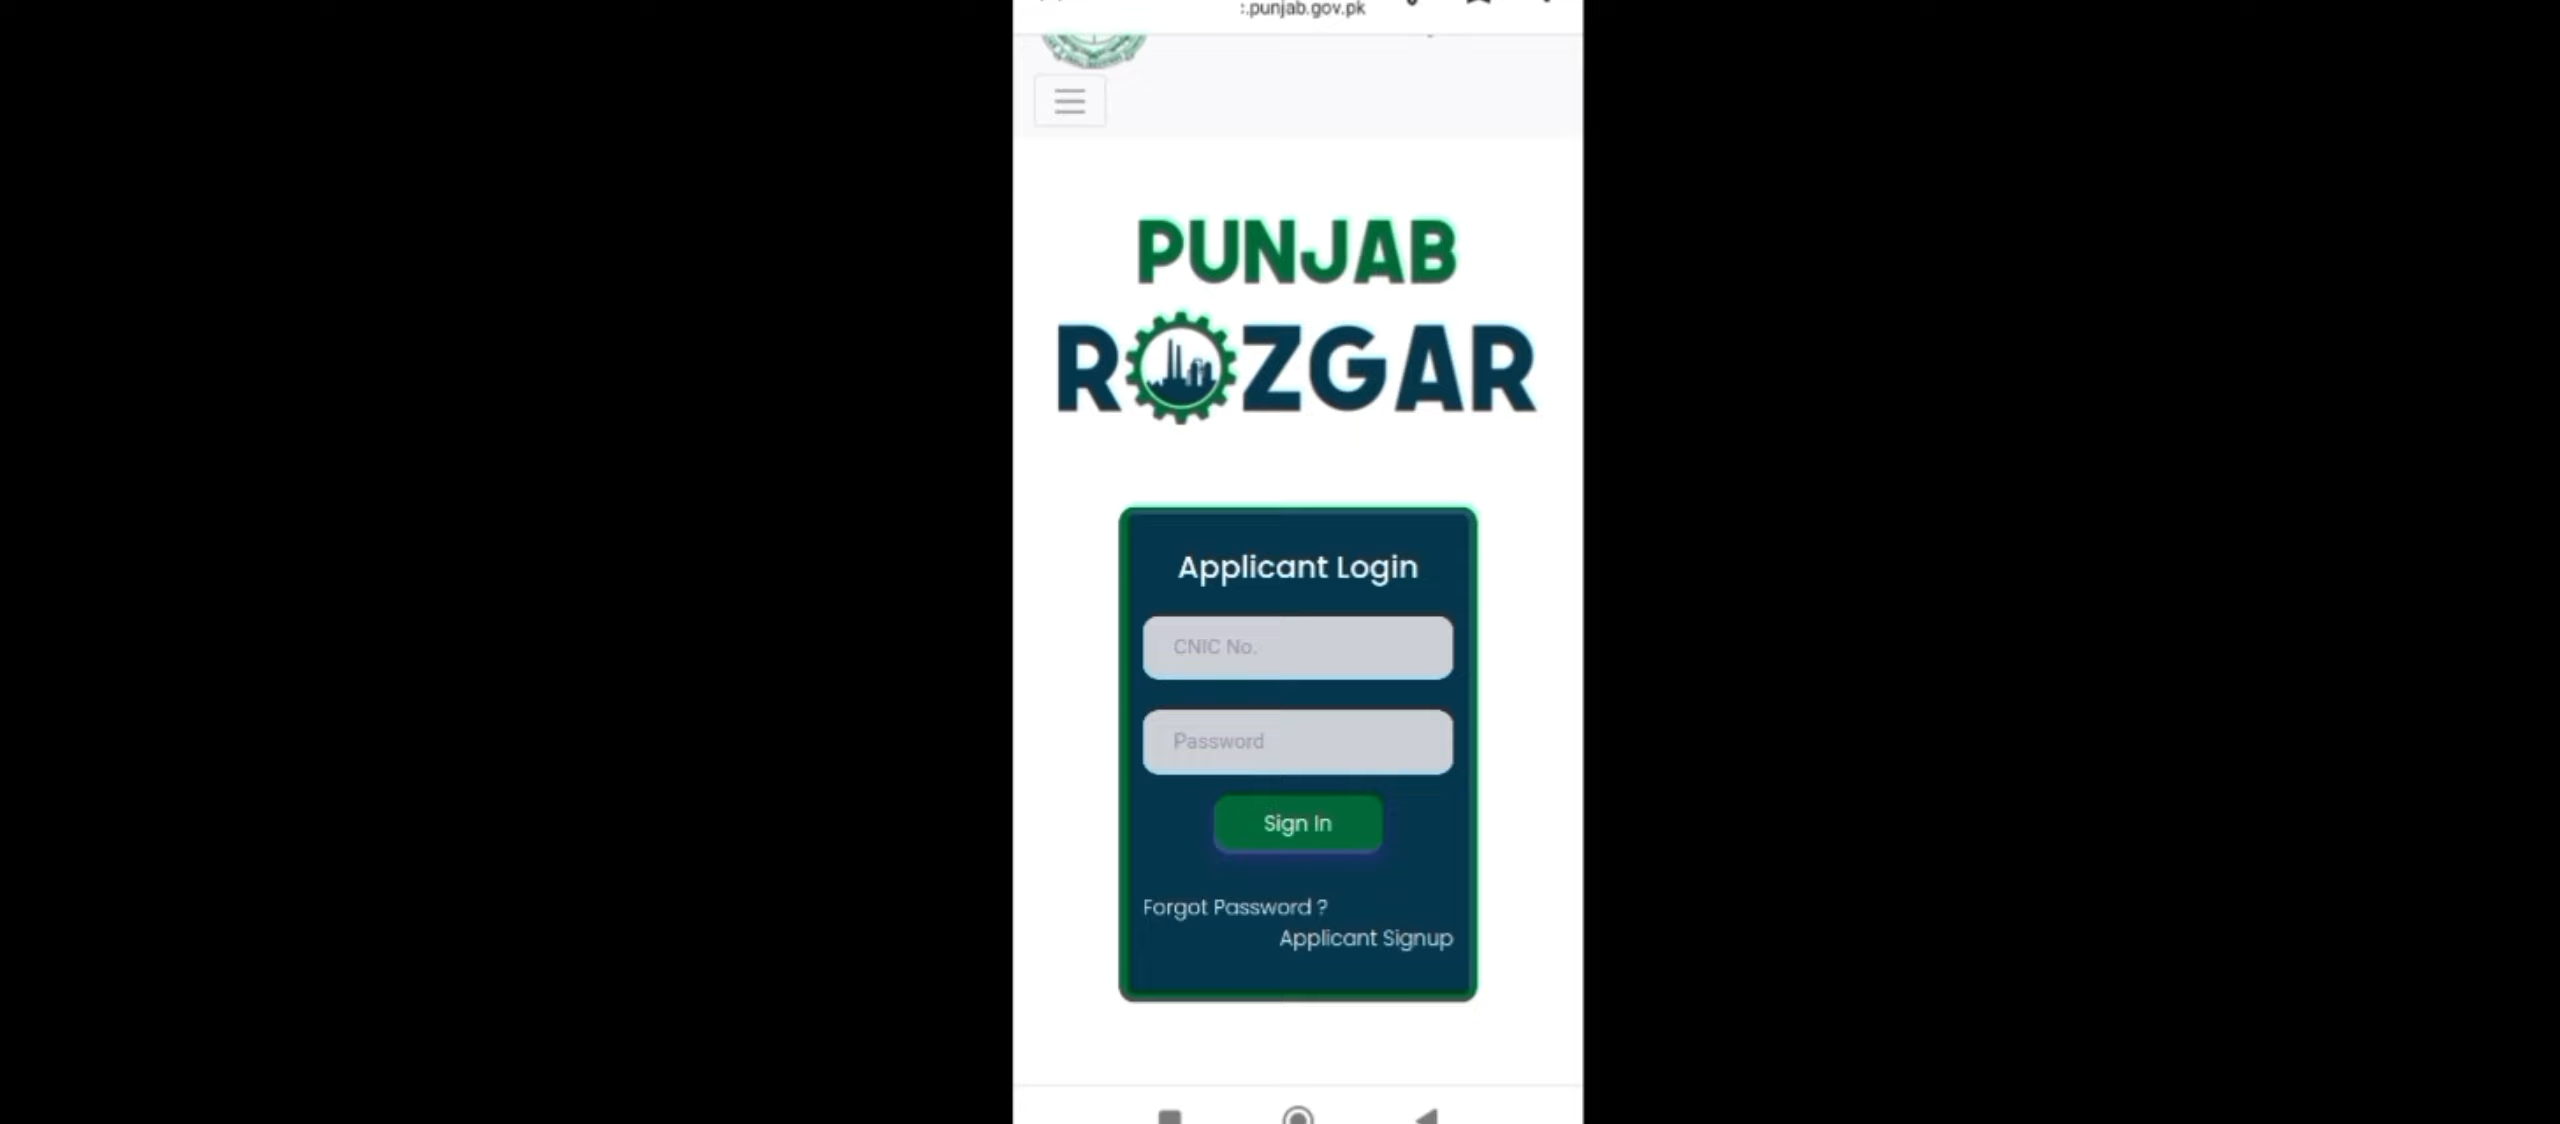 :.punjab.gov.pk
PUNJAB
ROZGAR
Applicant Login
CNIC No.
Password
Sign In
Forgot Password ?
Applicant Signup